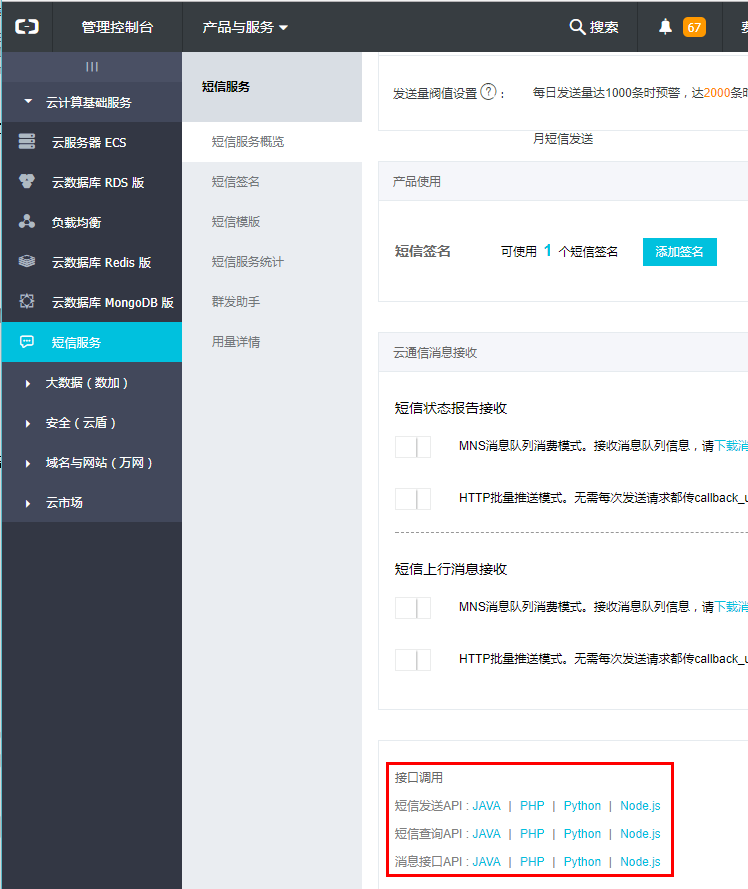 管理控制台 产品与服务 搜索 67
云计算基础服务
云服务器 ECS
云数据库 RDS 版
负载均衡
云数据库 Redis 版
云数据库 MongoDB 版
短信服务
大数据（数加）
安全（云盾）
域名与网站（万网）
云市场
短信服务
短信服务概览
短信签名
短信模版
短信服务统计
群发助手
用量详情
发送量阀值设置 ? ： 每日发送量达1000条时预警，达2000条时
月短信发送
产品使用
短信签名 可使用 1 个短信签名 添加签名
云通信消息接收
短信状态报告接收
MNS消息队列消费模式。接收消息队列信息，请下载消
HTTP批量推送模式。无需每次发送请求都传callback_u
短信上行消息接收
MNS消息队列消费模式。接收消息队列信息，请下载消
HTTP批量推送模式。无需每次发送请求都传callback_u
接口调用
短信发送API : JAVA | PHP | Python | Node.js
短信查询API : JAVA | PHP | Python | Node.js
消息接口API : JAVA | PHP | Python | Node.js